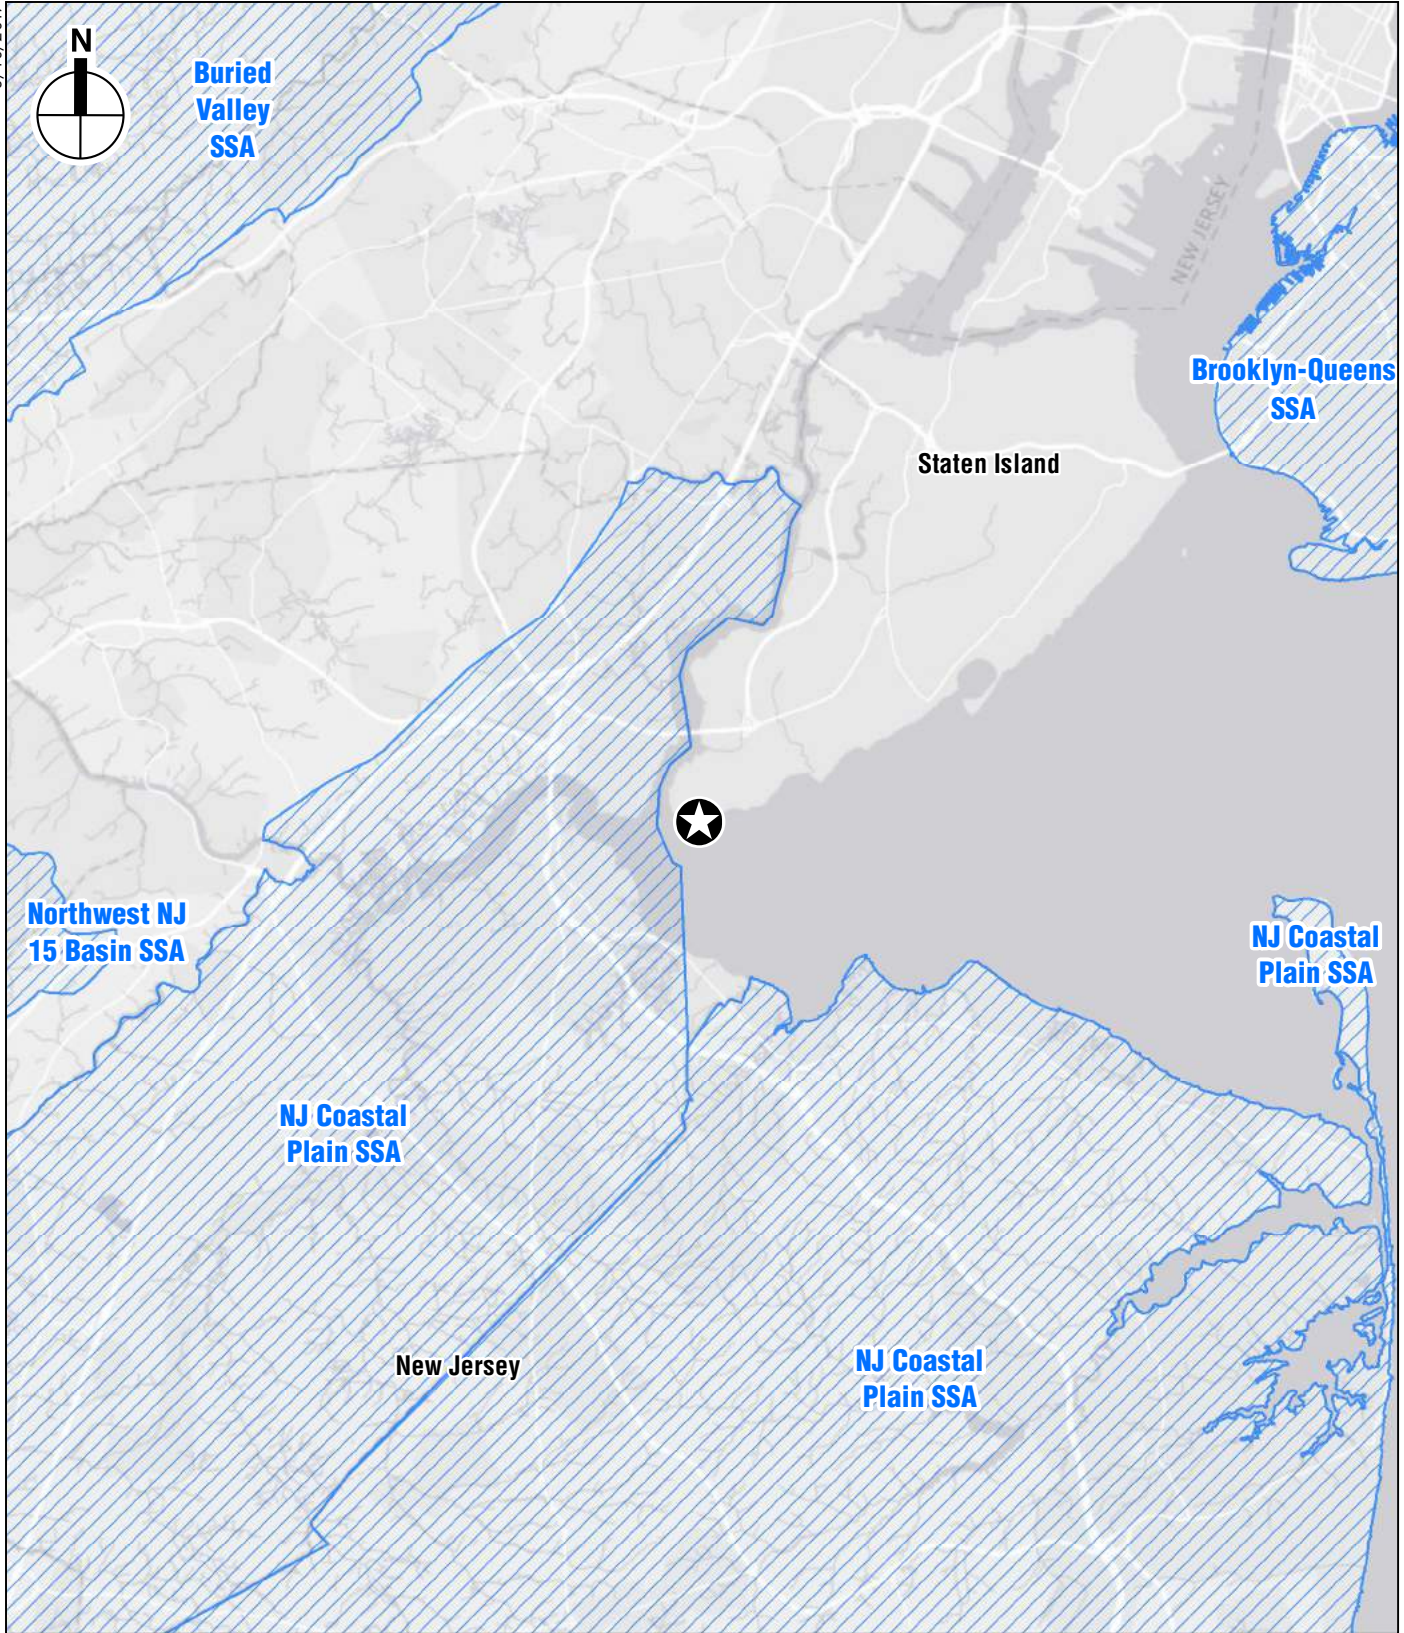 N
Buried
Valley
SSA
NEW JERSEY
Brooklyn-Queens
SSA
Staten Island
Northwest NJ
15 Basin SSA
NJ Coastal
Plain SSA
NJ Coastal
Plain SSA
New Jersey
NJ Coastal
Plain SSA